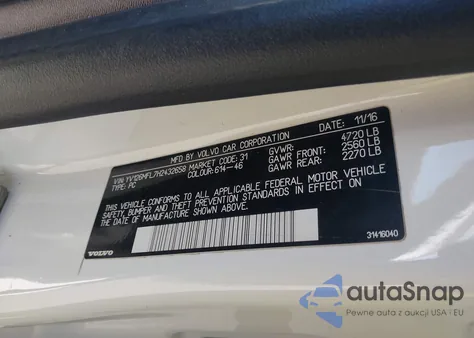 MFD. BY VOLVO CAR CORPORATION DATE: 11/16
VIN: YV126MFL7H2432658 GVWR: 4720 LB
MARKET CODE: 31 GAWR FRONT: 2560 LB
TYPE: PC COLOUR: 614-46 GAWR REAR: 2270 LB
THIS CAR CONFORMS TO ALL APPLICABLE FEDERAL MOTOR VEHICLE
SAFETY, BUMPER AND THEFT PREVENTION STANDARDS IN EFFECT ON
THE DATE OF MANUFACTURE SHOWN ABOVE.
VOLVO 31416040
autaSnap
Pewne auto z aukcji USA i EU